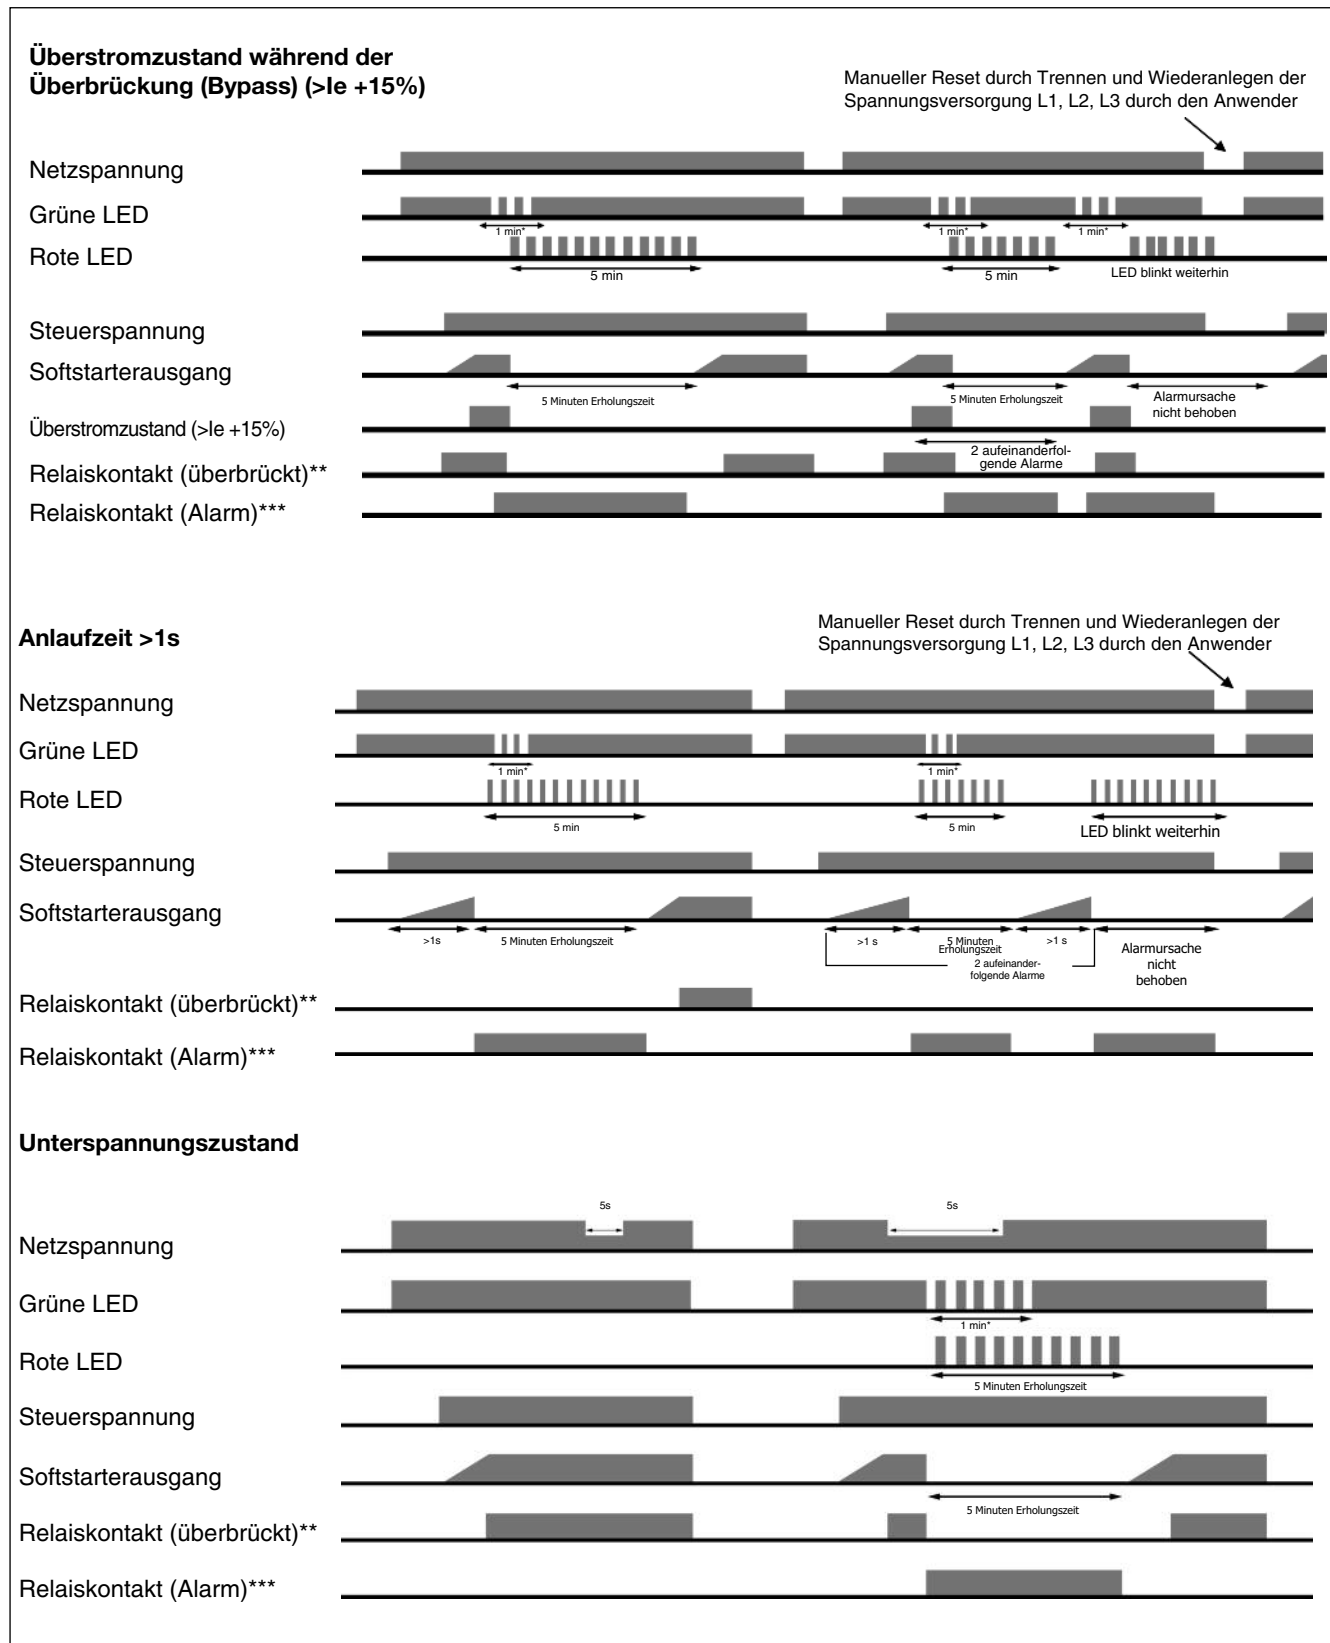 Überstromzustand während der
Überbrückung (Bypass) (>Ie +15%)
Manueller Reset durch Trennen und Wiederanlegen der
Spannungsversorgung L1, L2, L3 durch den Anwender
Netzspannung
Grüne LED
1 min*
1 min*
1 min*
Rote LED
5 min
5 min
LED blinkt weiterhin
Steuerspannung
Softstarterausgang
5 Minuten Erholungszeit
5 Minuten Erholungszeit
Alarmursache
nicht behoben
Überstromzustand (>Ie +15%)
2 aufeinanderfol-
gende Alarme
Relaiskontakt (überbrückt)**
Relaiskontakt (Alarm)***
Anlaufzeit >1s
Manueller Reset durch Trennen und Wiederanlegen der
Spannungsversorgung L1, L2, L3 durch den Anwender
Netzspannung
Grüne LED
1 min*
1 min*
Rote LED
5 min
5 min
LED blinkt weiterhin
Steuerspannung
Softstarterausgang
>1s
5 Minuten Erholungszeit
>1 s
5 Minuten
Erholungszeit
>1 s
2 aufeinander-
folgende Alarme
Alarmursache
nicht
behoben
Relaiskontakt (überbrückt)**
Relaiskontakt (Alarm)***
Unterspannungszustand
5s
5s
Netzspannung
Grüne LED
1 min*
Rote LED
5 Minuten Erholungszeit
Steuerspannung
Softstarterausgang
5 Minuten Erholungszeit
Relaiskontakt (überbrückt)**
Relaiskontakt (Alarm)***